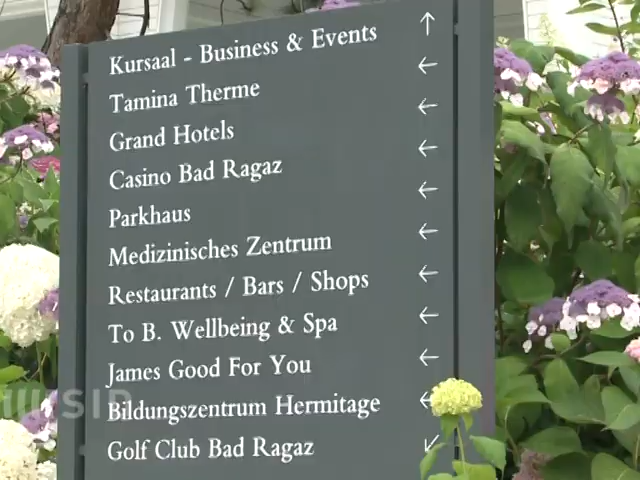 Kursaal - Business & Events ↑
Tamina Therme ←
Grand Hotels ←
Casino Bad Ragaz ←
Parkhaus ←
Medizinisches Zentrum ←
Restaurants / Bars / Shops ←
To B. Wellbeing & Spa ←
James Good For You ←
Bildungszentrum Hermitage ←
Golf Club Bad Ragaz ↙